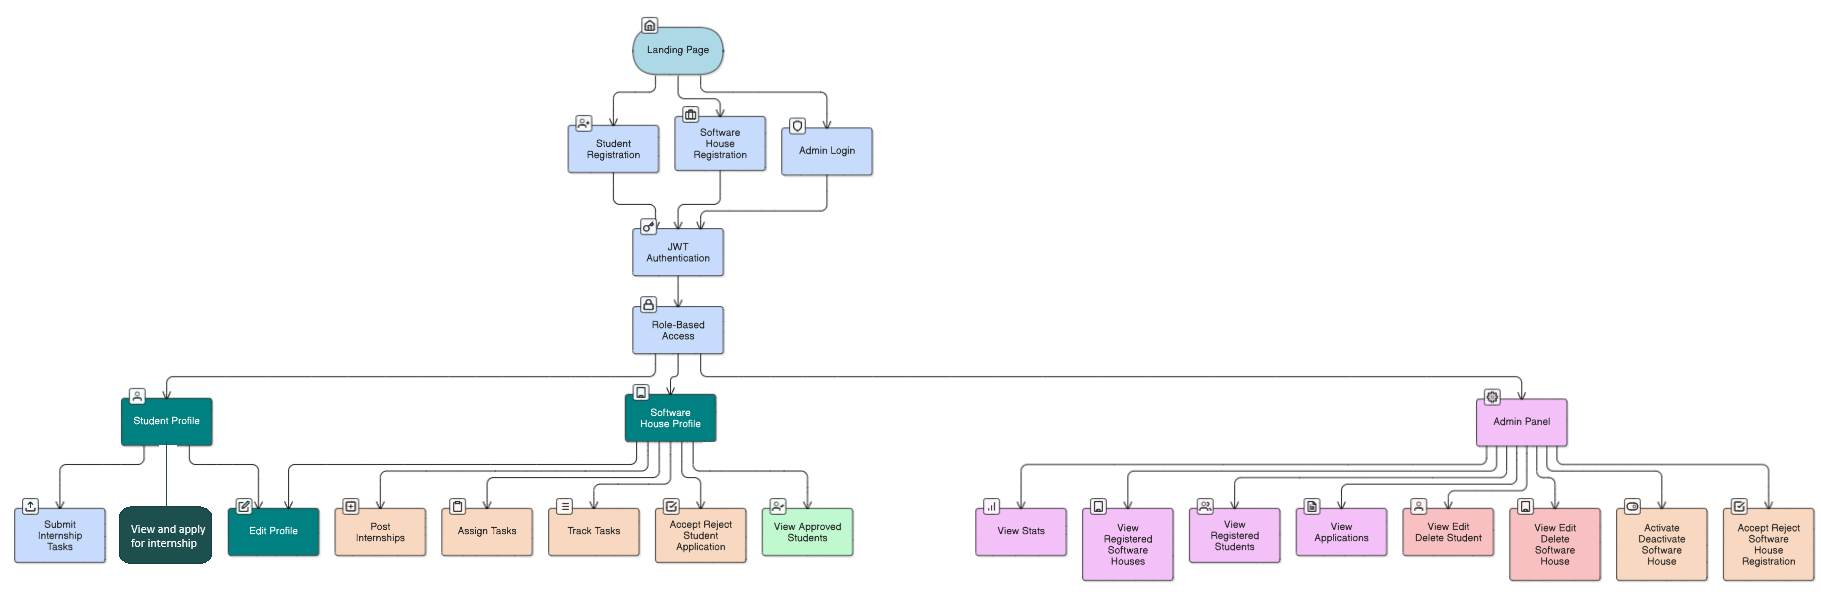 Landing Page
Student
Registration
Software
House
Registration
Admin Login
JWT
Authentication
Role-Based
Access
Student Profile
Software
House Profile
Admin Panel
Submit
Internship
Tasks
View and apply
for internship
Edit Profile
Post
Internships
Assign Tasks
Track Tasks
Accept Reject
Student
Application
View Approved
Students
View Stats
View
Registered
Software
Houses
View
Registered
Students
View
Applications
View Edit
Delete Student
View Edit
Delete
Software
House
Activate
Deactivate
Software
House
Accept Reject
Software
House
Registration